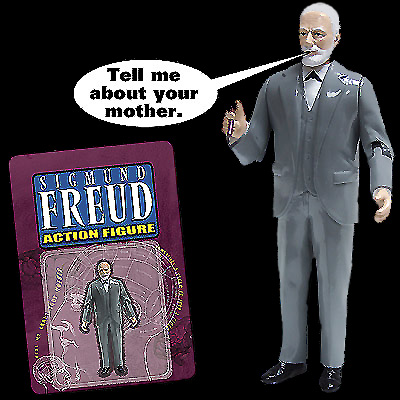 Tell me
about your
mother.
SIGMUND
FREUD
ACTION FIGURE